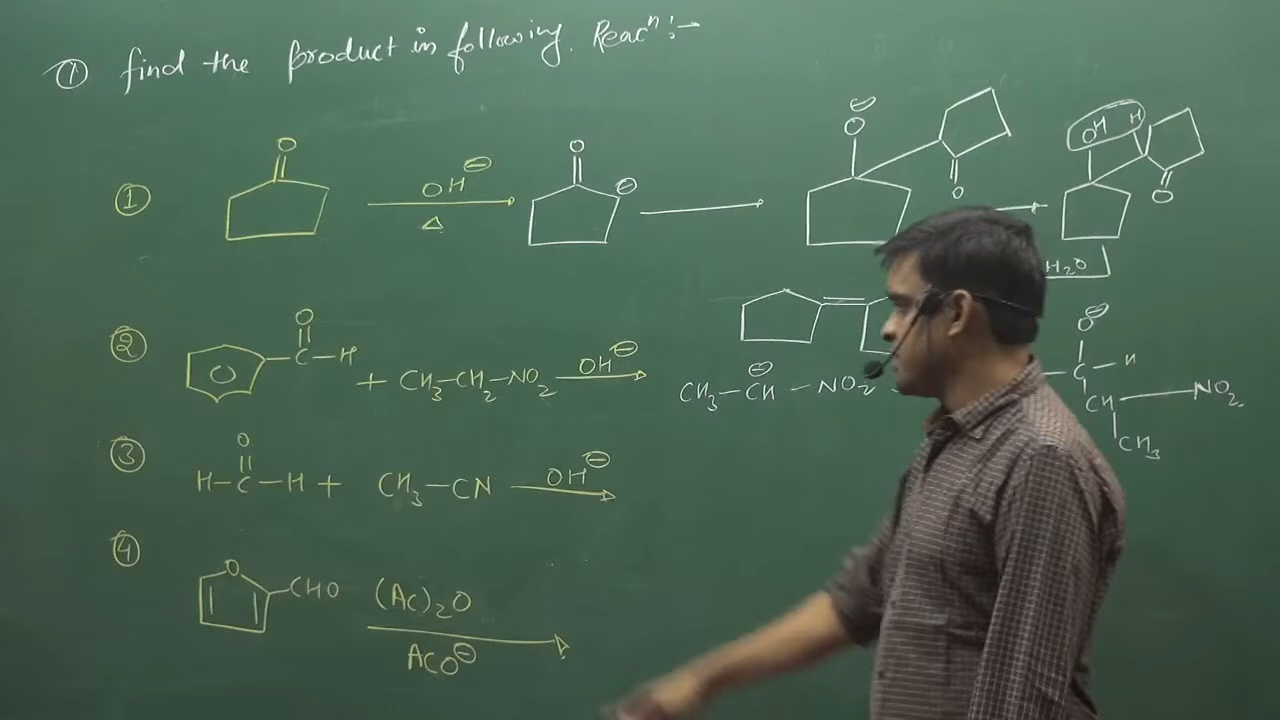 ① find the product in following. Reacⁿ:→
① O OH⊖ Δ O ⊖ O⊖ O OH H O
H₂O
② O C–H + CH₃–CH₂–NO₂ OH⊖ CH₃–CH⊖–NO₂ O⊖ C–H CH–NO₂ CH₃
③ H–C(=O)–H + CH₃–CN OH⊖
④ O CHO (Ac)₂O AcO⊖